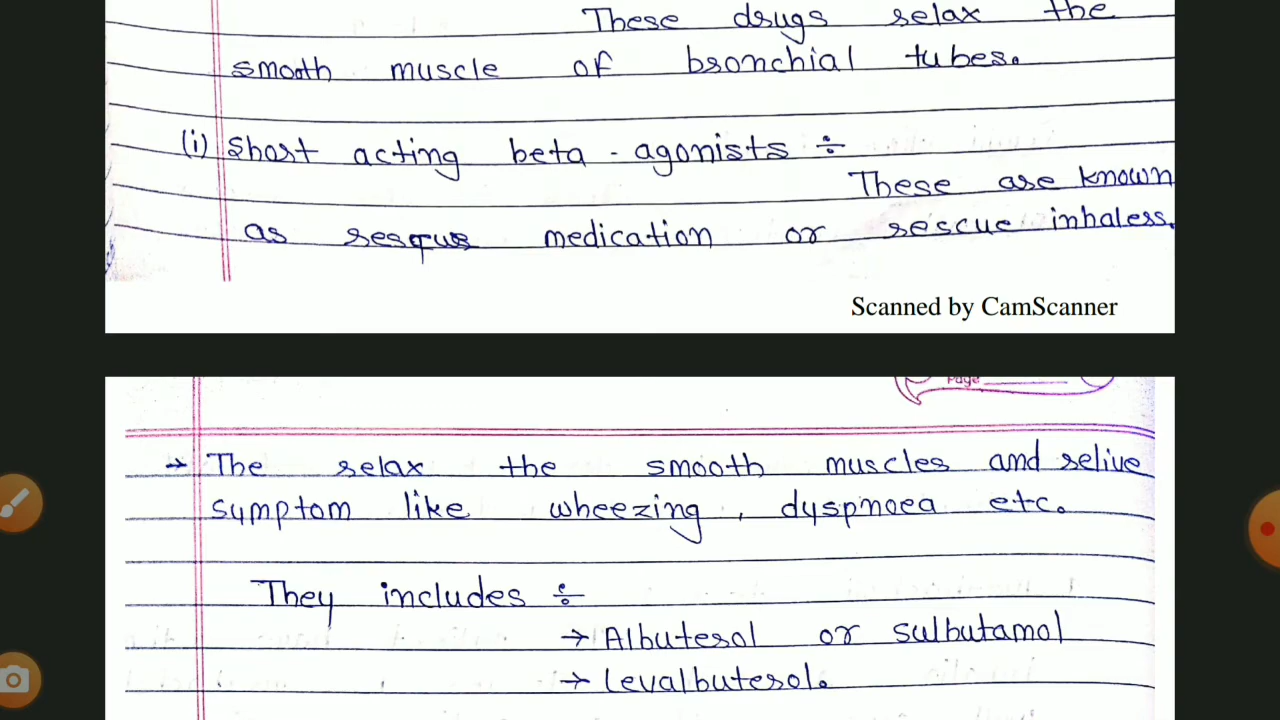 These drugs relax the
smooth muscle of bronchial tubes.
(i) Short acting beta - agonists ÷
These are known
as resque medication or rescue inhalers.
Scanned by CamScanner
Page
→ The relax the smooth muscles and relive
symptom like wheezing, dyspnoea etc.
They includes ÷
→ Albuterol or sulbutamol
→ Levalbuterol.